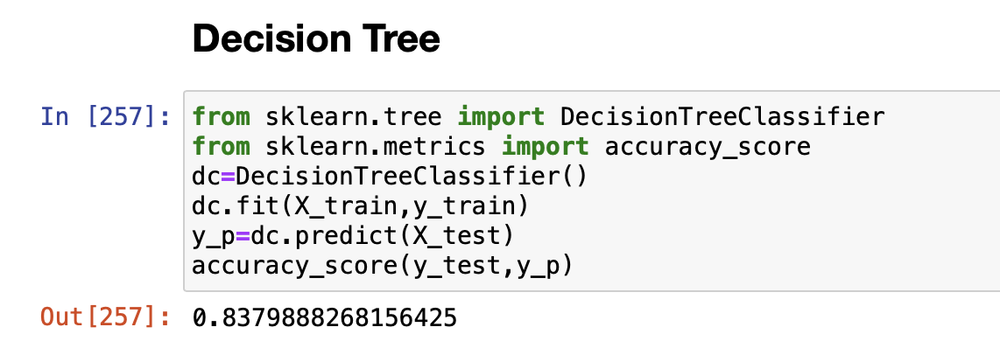 Decision Tree
In [257]: from sklearn.tree import DecisionTreeClassifier
from sklearn.metrics import accuracy_score
dc=DecisionTreeClassifier()
dc.fit(X_train,y_train)
y_p=dc.predict(X_test)
accuracy_score(y_test,y_p)
Out[257]: 0.8379888268156425